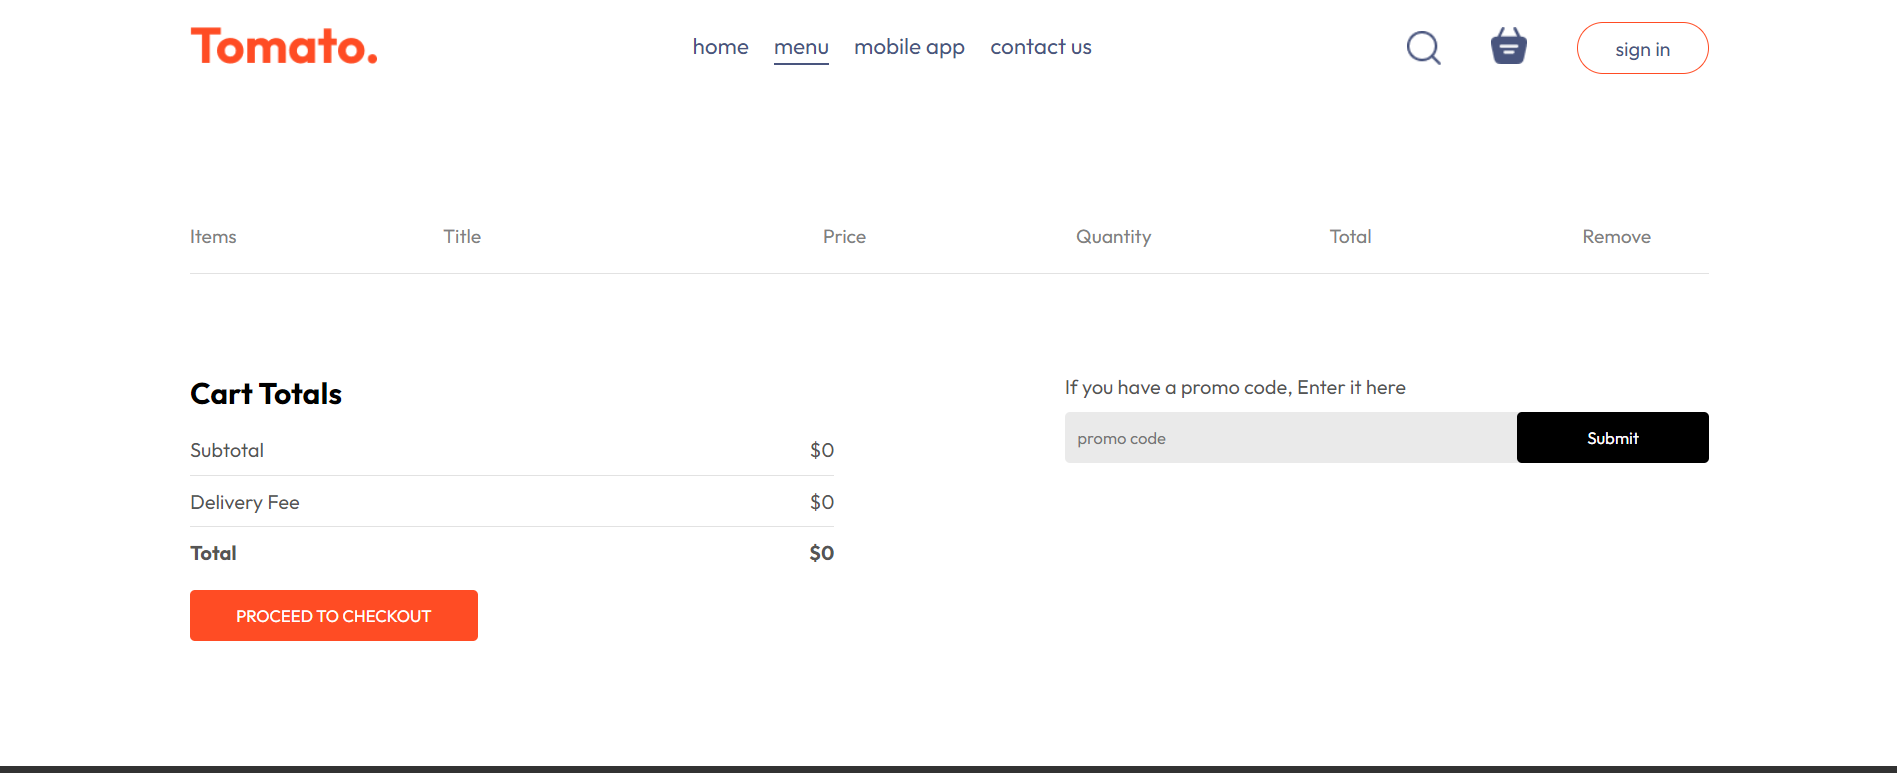 Tomato.
home menu mobile app contact us
sign in
Items Title Price Quantity Total Remove
Cart Totals
Subtotal $0
Delivery Fee $0
Total $0
PROCEED TO CHECKOUT
If you have a promo code, Enter it here
promo code
Submit